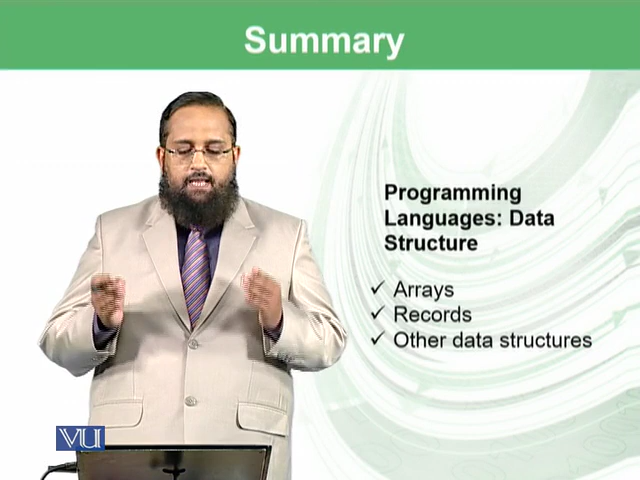 Summary
Programming
Languages: Data
Structure
✓ Arrays
✓ Records
✓ Other data structures
VU